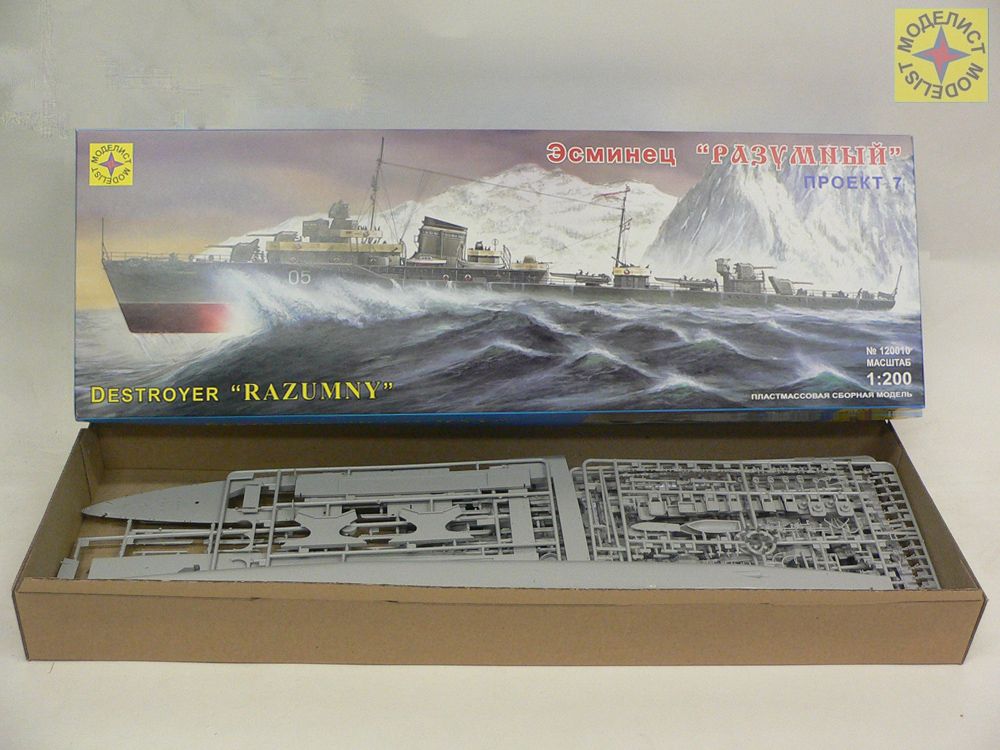 МОДЕЛИСТ MODELiST
МОДЕЛИСТ MODELIST
Эсминец "РАЗУМНЫЙ"
ПРОЕКТ 7
05
№ 120010
МАСШТАБ
1:200
ПЛАСТМАССОВАЯ СБОРНАЯ МОДЕЛЬ
DESTROYER "RAZUMNY"